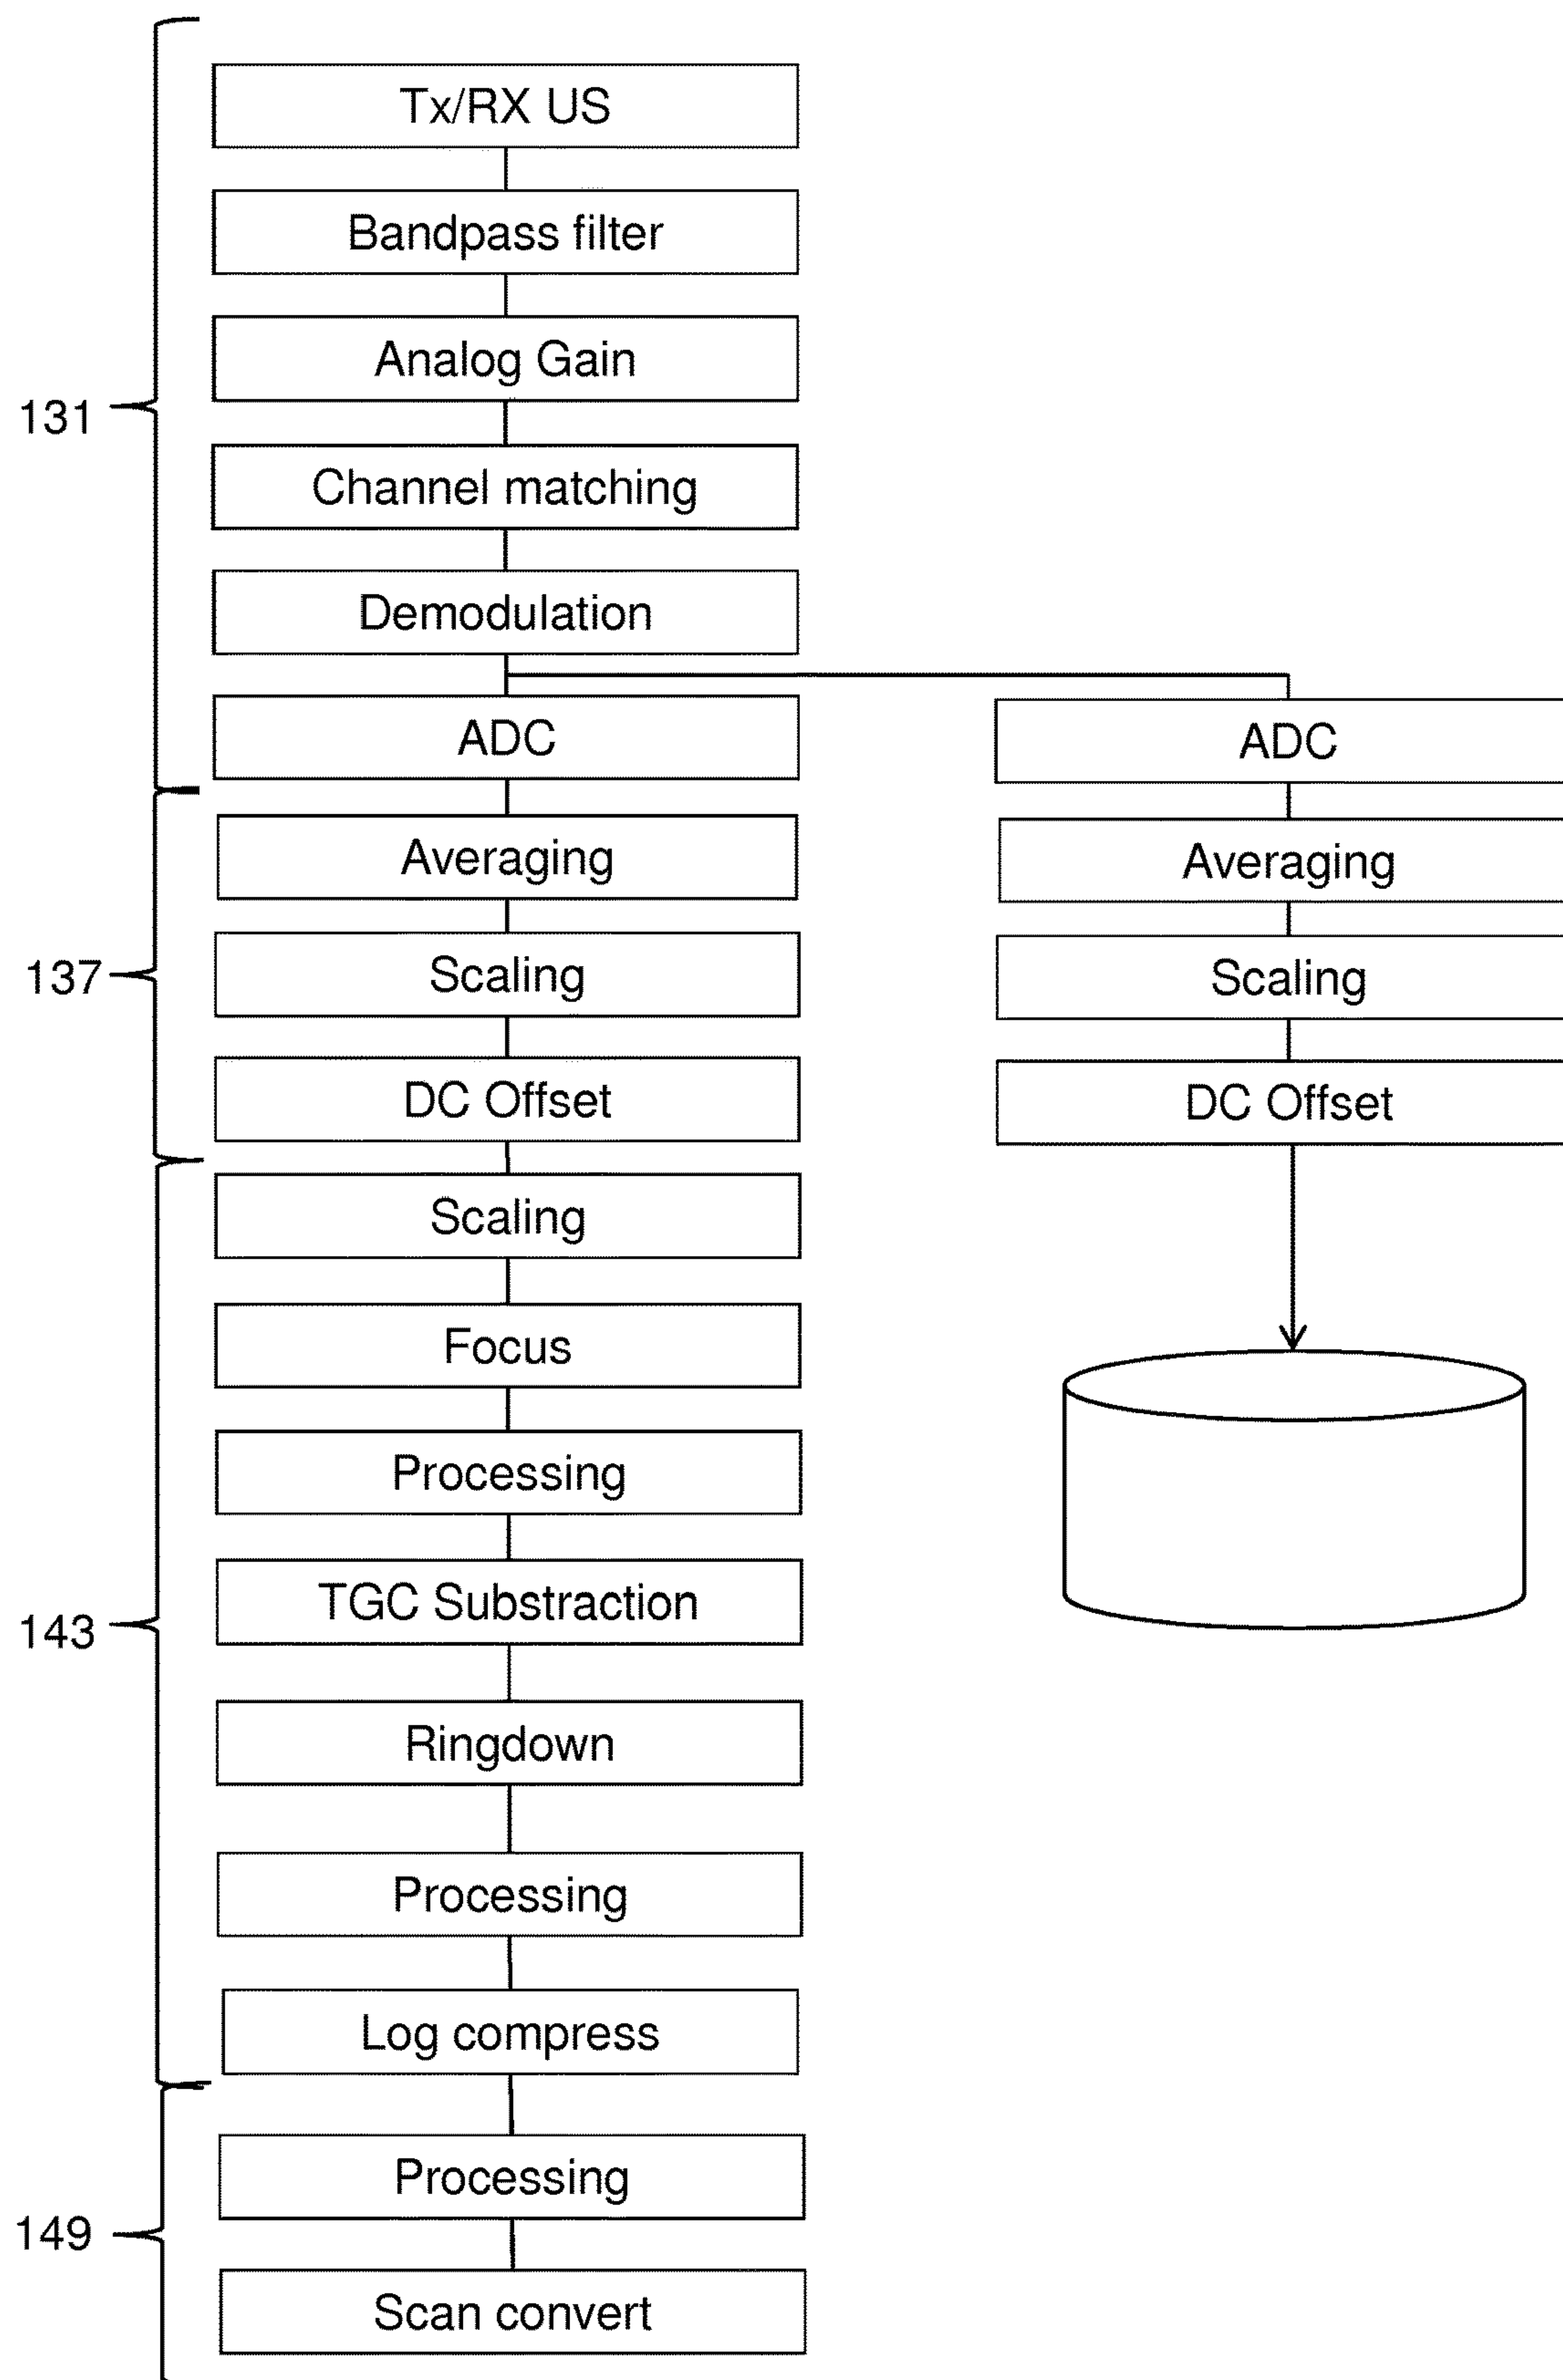 Tx/RX US
Bandpass filter
Analog Gain
131
Channel matching
Demodulation
ADC
ADC
Averaging
Averaging
137
Scaling
Scaling
DC Offset
DC Offset
Scaling
Focus
Processing
TGC Substraction
143
Ringdown
Processing
Log compress
Processing
149
Scan convert